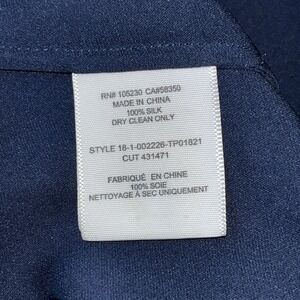 RN# 105230 CA#58350
MADE IN CHINA
100% SILK
DRY CLEAN ONLY
STYLE 18-1-002226-TP01821
CUT 431471
FABRIQUÉ EN CHINE
100% SOIE
NETTOYAGE À SEC UNIQUEMENT